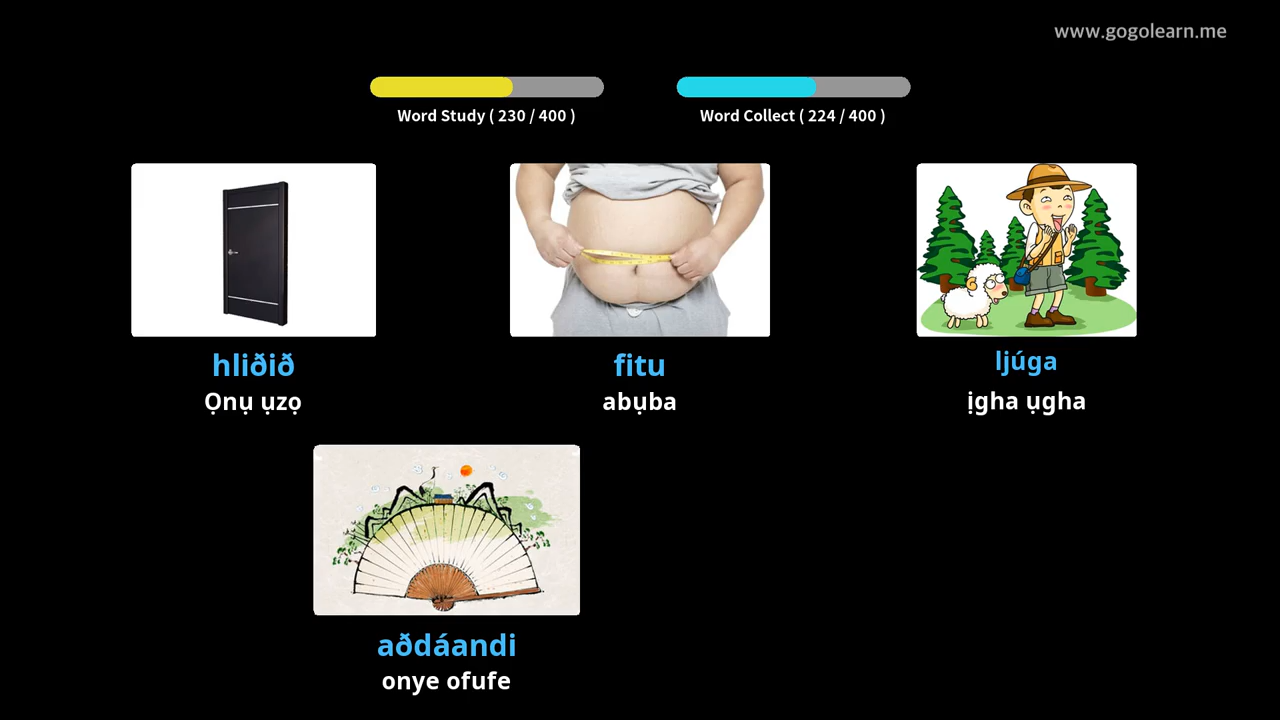 www.gogolearn.me
Word Study ( 230 / 400 )
Word Collect ( 224 / 400 )
hliðið
Ọnụ ụzọ
fitu
abụba
ljúga
ịgha ụgha
aðdáandi
onye ofufe